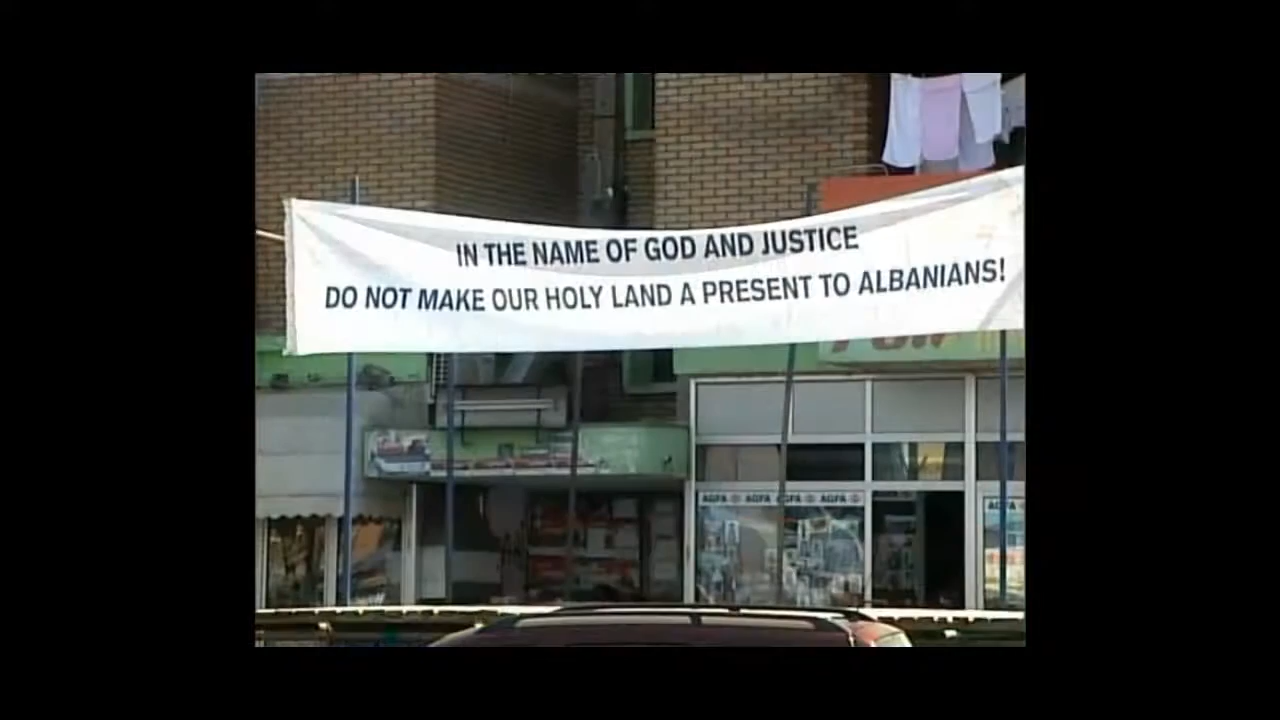 IN THE NAME OF GOD AND JUSTICE
DO NOT MAKE OUR HOLY LAND A PRESENT TO ALBANIANS!
AGFA AGFA AGFA AGFA